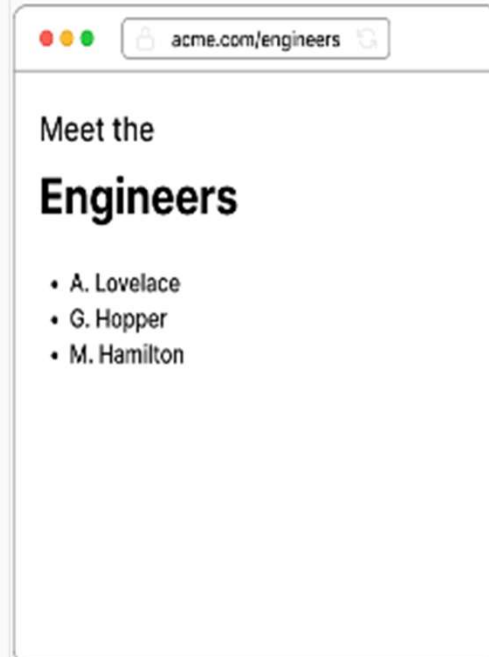 acme.com/engineers
Meet the
Engineers
• A. Lovelace
• G. Hopper
• M. Hamilton